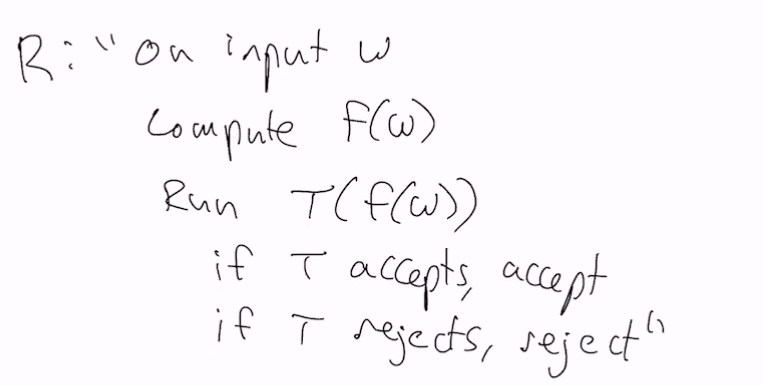 R: "on input w
compute f(w)
Run T(f(w))
if T accepts, accept
if T rejects, reject"